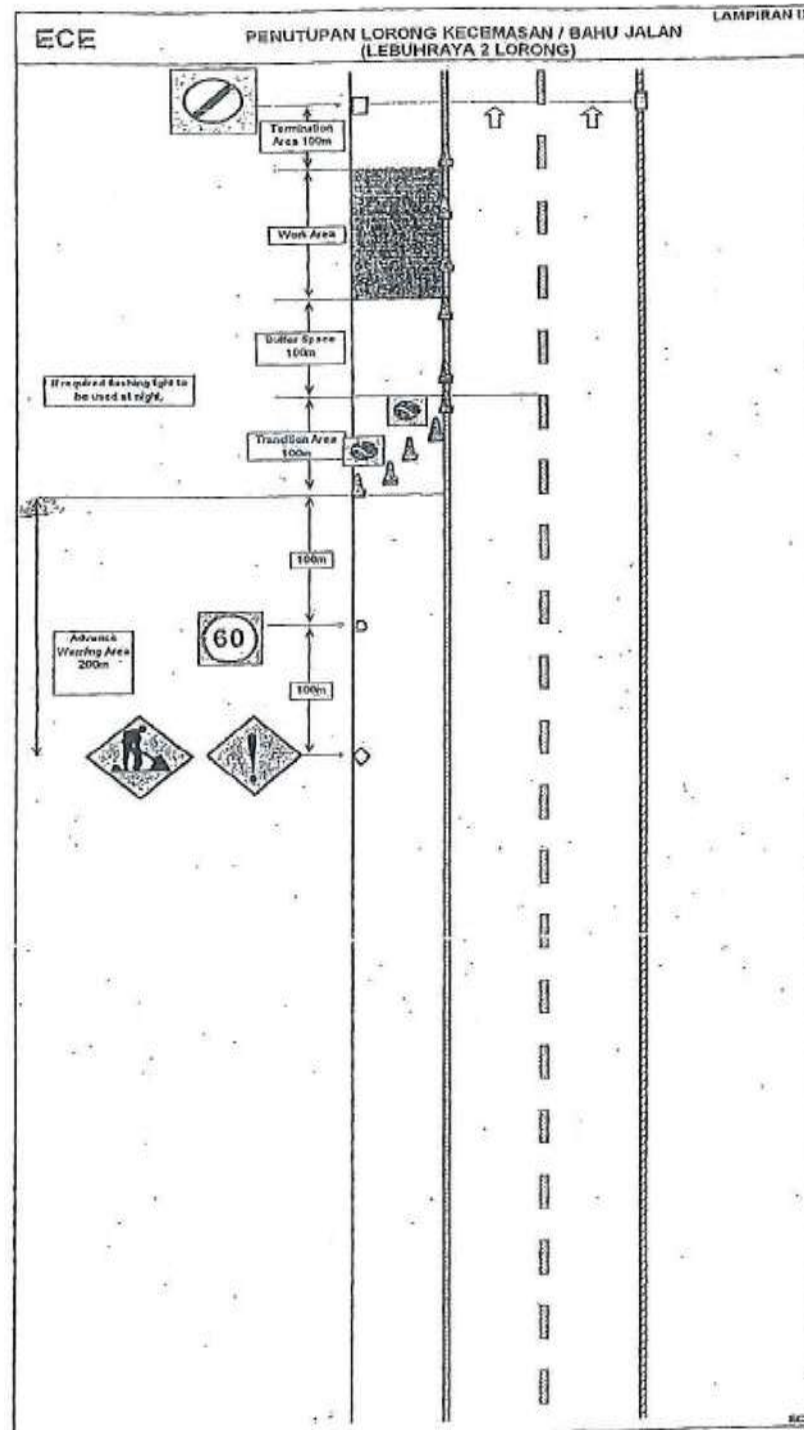 LAMPIRAN
ECE
PENUTUPAN LORONG KECEMASAN / BAHU JALAN
(LEBUHRAYA 2 LORONG)
Termination
Area 100m
Work Area
Buffer Space
100m
If required flashing light to
be used at night.
Transition Area
100m
100m
60
Advance
Warning Area
200m
100m
!